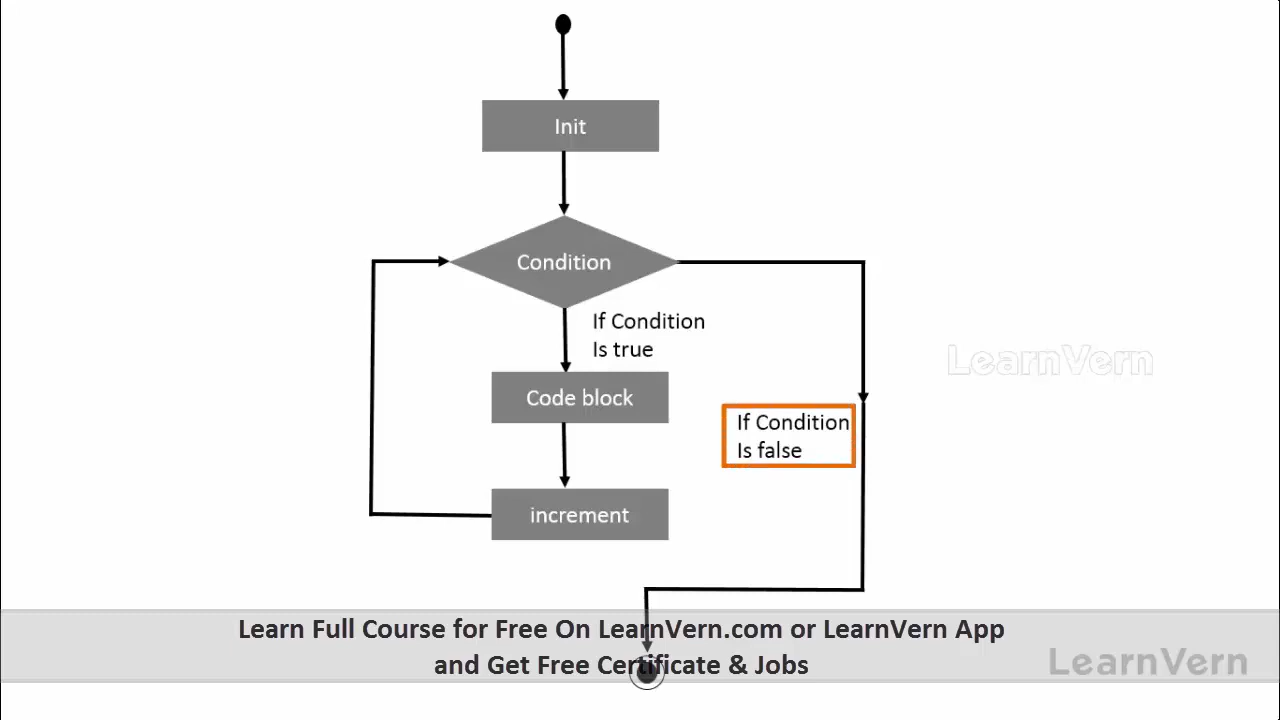 Init
Condition
If Condition
Is true
Code block
If Condition
Is false
increment
LearnVern
Learn Full Course for Free On LearnVern.com or LearnVern App
and Get Free Certificate & Jobs
LearnVern